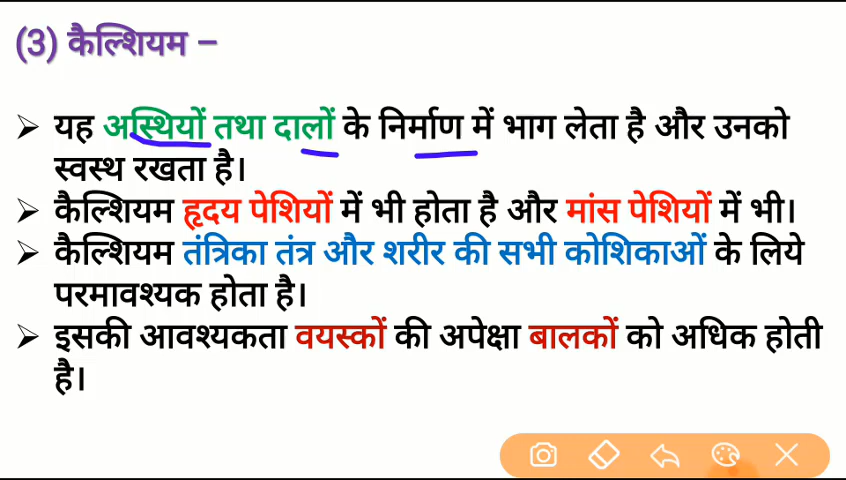 (3) कैल्शियम –
➤ यह अस्थियों तथा दालों के निर्माण में भाग लेता है और उनको
स्वस्थ रखता है।
➤ कैल्शियम हृदय पेशियों में भी होता है और मांस पेशियों में भी।
➤ कैल्शियम तंत्रिका तंत्र और शरीर की सभी कोशिकाओं के लिये
परमावश्यक होता है।
➤ इसकी आवश्यकता वयस्कों की अपेक्षा बालकों को अधिक होती
है।